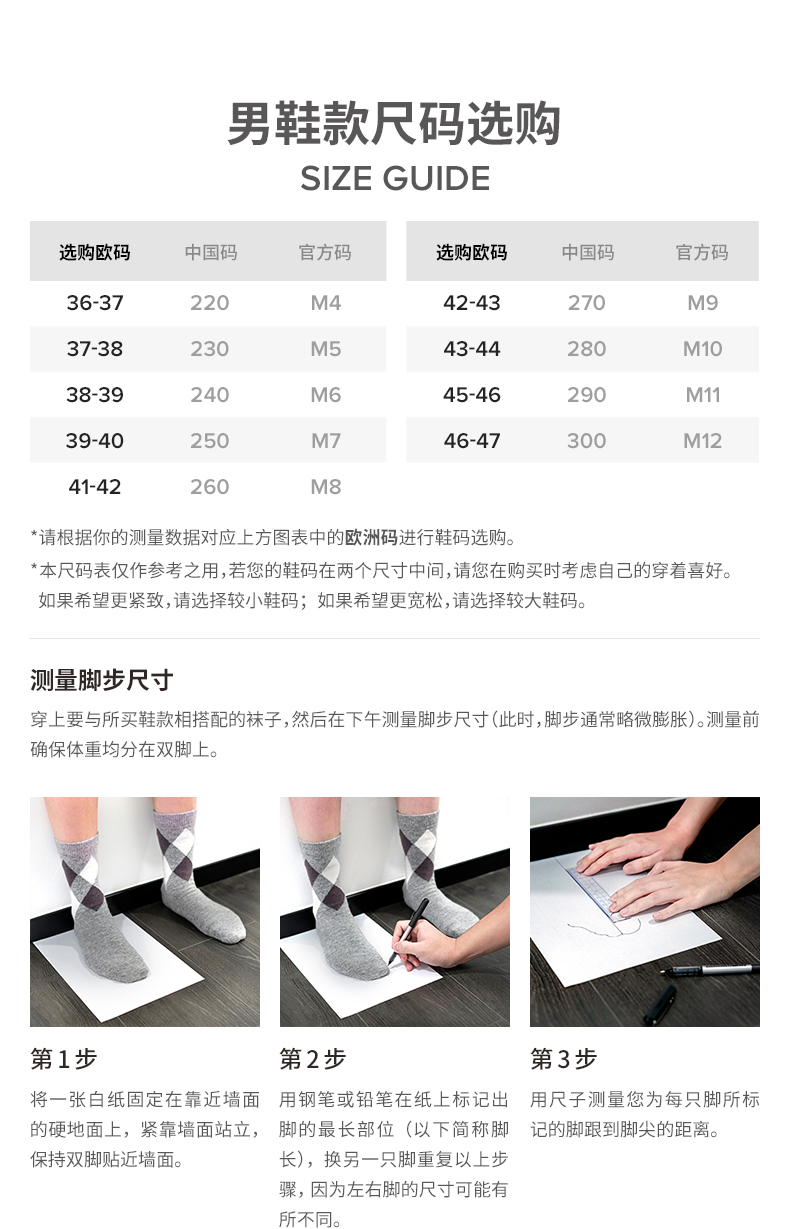 男鞋款尺码选购
SIZE GUIDE
选购欧码 中国码 官方码
36-37 220 M4
37-38 230 M5
38-39 240 M6
39-40 250 M7
41-42 260 M8
选购欧码 中国码 官方码
42-43 270 M9
43-44 280 M10
45-46 290 M11
46-47 300 M12
*请根据你的测量数据对应上方图表中的欧洲码进行鞋码选购。
*本尺码表仅作参考之用，若您的鞋码在两个尺寸中间，请您在购买时考虑自己的穿着喜好。
如果希望更紧致，请选择较小鞋码；如果希望更宽松，请选择较大鞋码。
测量脚步尺寸
穿上要与所买鞋款相搭配的袜子，然后在下午测量脚步尺寸（此时，脚步通常略微膨胀）。测量前
确保体重均分在双脚上。
第1步
将一张白纸固定在靠近墙面
的硬地面上，紧靠墙面站立，
保持双脚贴近墙面。
第2步
用钢笔或铅笔在纸上标记出
脚的最长部位（以下简称脚
长），换另一只脚重复以上步
骤，因为左右脚的尺寸可能有
所不同。
第3步
用尺子测量您为每只脚所标
记的脚跟到脚尖的距离。